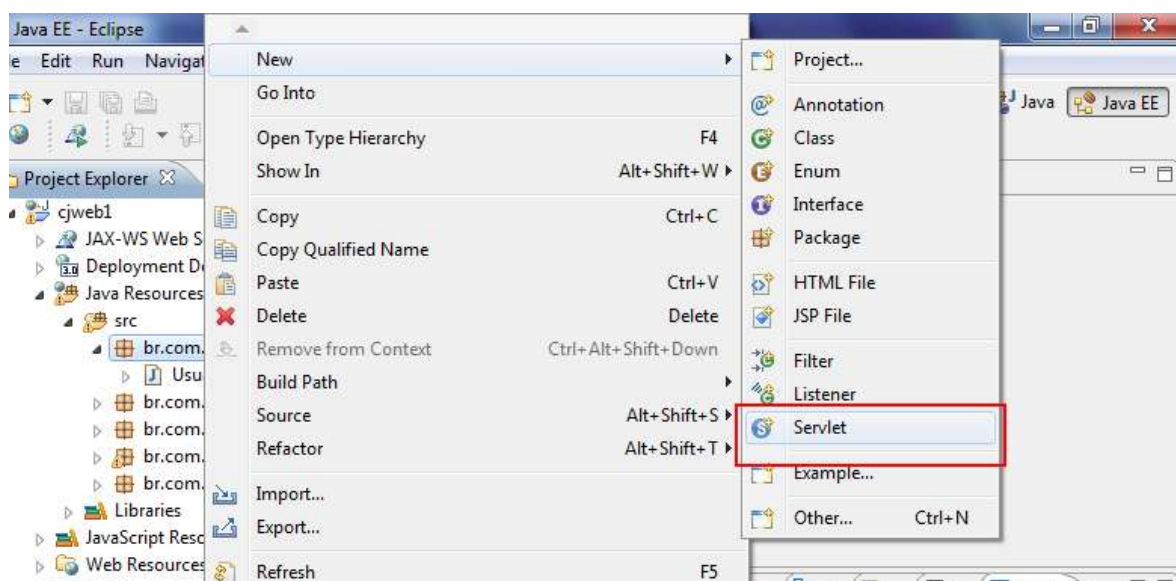 Java EE - Eclipse
e Edit Run Navigat
Java Java EE
Project Explorer
cjweb1
JAX-WS Web S
3.0 Deployment De
Java Resources
src
br.com.
Usu
br.com.
br.com.
br.com.
br.com.
Libraries
JavaScript Resc
Web Resources
New
Go Into
Open Type Hierarchy F4
Show In Alt+Shift+W
Copy Ctrl+C
Copy Qualified Name
Paste Ctrl+V
Delete Delete
Remove from Context Ctrl+Alt+Shift+Down
Build Path
Source Alt+Shift+S
Refactor Alt+Shift+T
Import...
Export...
Refresh F5
Project...
Annotation
Class
Enum
Interface
Package
HTML File
JSP File
Filter
Listener
Servlet
Example...
Other... Ctrl+N